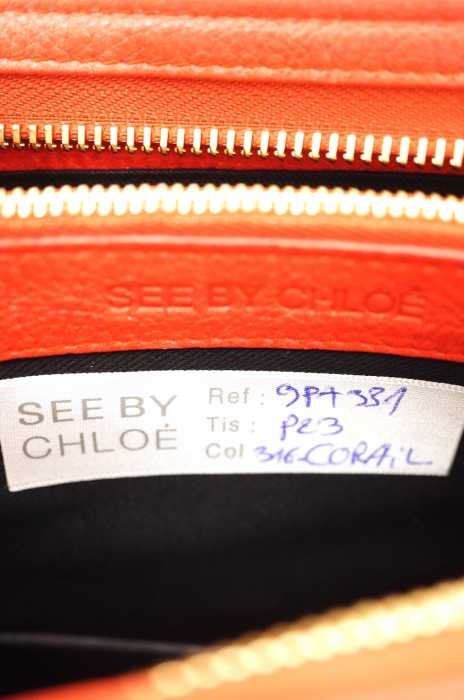 SEE BY CHLOÉ
SEE BY
CHLOÉ
Ref : 9P7331
Tis : P23
Col 316-CORAiL